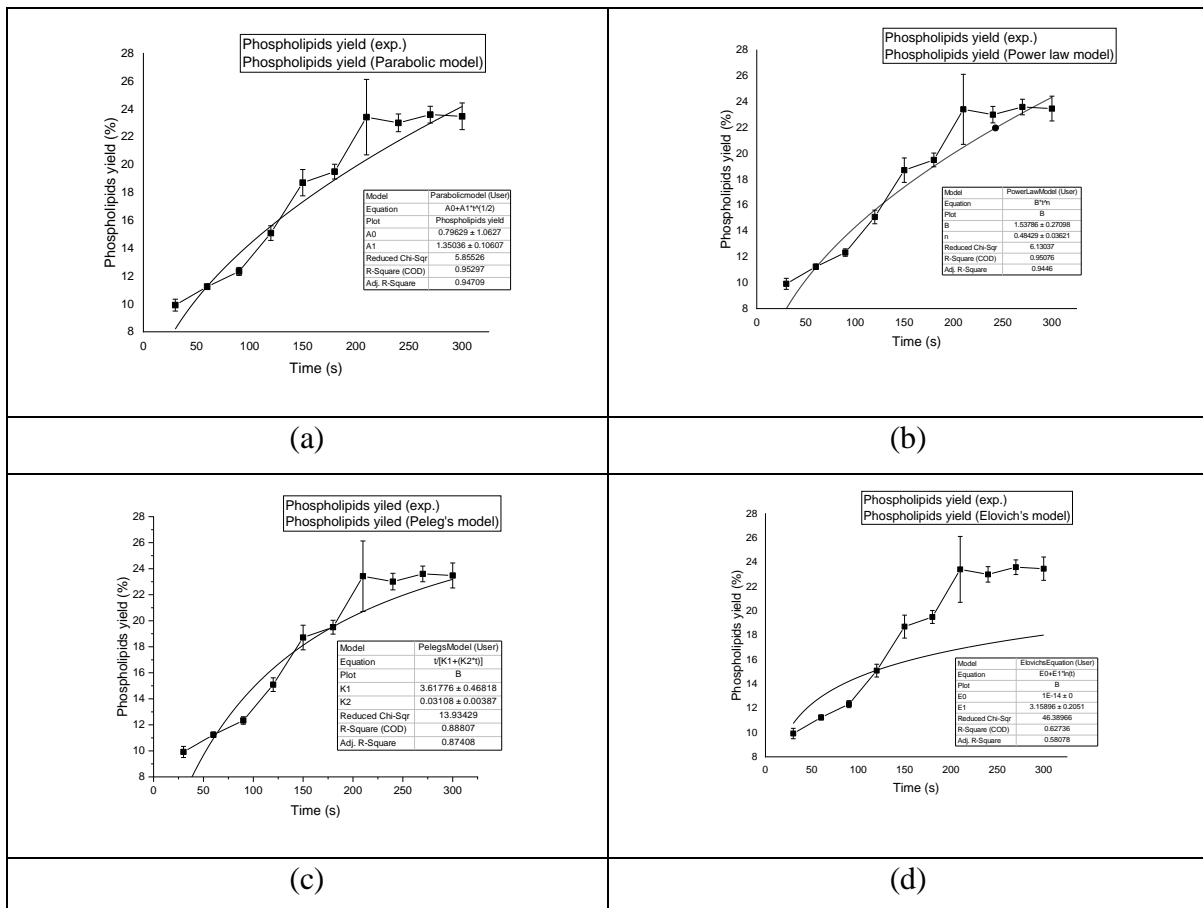 Phospholipids yield (exp.)
Phospholipids yield (Parabolic model)
28
26
24
22
20
18
16
14
12
10
8
Phospholipids yield (%)
Model Parabolicmodel (User)
Equation A0+A1*t^(1/2)
Plot Phospholipids yield
A0 0.79629 ± 1.0627
A1 1.35036 ± 0.10607
Reduced Chi-Sqr 5.85526
R-Square (COD) 0.95297
Adj. R-Square 0.94709
0 50 100 150 200 250 300
Time (s)
(a)
Phospholipids yield (exp.)
Phospholipids yield (Power law model)
28
26
24
22
20
18
16
14
12
10
8
Phospholipids yield (%)
Model PowerLawModel (User)
Equation B*t^n
Plot B
B 1.53786 ± 0.27098
n 0.48429 ± 0.03621
Reduced Chi-Sqr 6.13037
R-Square (COD) 0.95076
Adj. R-Square 0.9446
0 50 100 150 200 250 300
Time (s)
(b)
Phospholipids yiled (exp.)
Phospholipids yiled (Peleg's model)
28
26
24
22
20
18
16
14
12
10
8
Phospholipids yield (%)
Model PelegsModel (User)
Equation t/[K1+(K2*t)]
Plot B
K1 3.61776 ± 0.46818
K2 0.03108 ± 0.00387
Reduced Chi-Sqr 13.93429
R-Square (COD) 0.88807
Adj. R-Square 0.87408
0 50 100 150 200 250 300
Time (s)
(c)
Phospholipids yield (exp.)
Phospholipids yield (Elovich's model)
28
26
24
22
20
18
16
14
12
10
8
Phospholipids yield (%)
Model ElovichsEquation (User)
Equation E0+E1*ln(t)
Plot B
E0 1E-14 ± 0
E1 3.15896 ± 0.2051
Reduced Chi-Sqr 46.38966
R-Square (COD) 0.62736
Adj. R-Square 0.58078
0 50 100 150 200 250 300
Time (s)
(d)